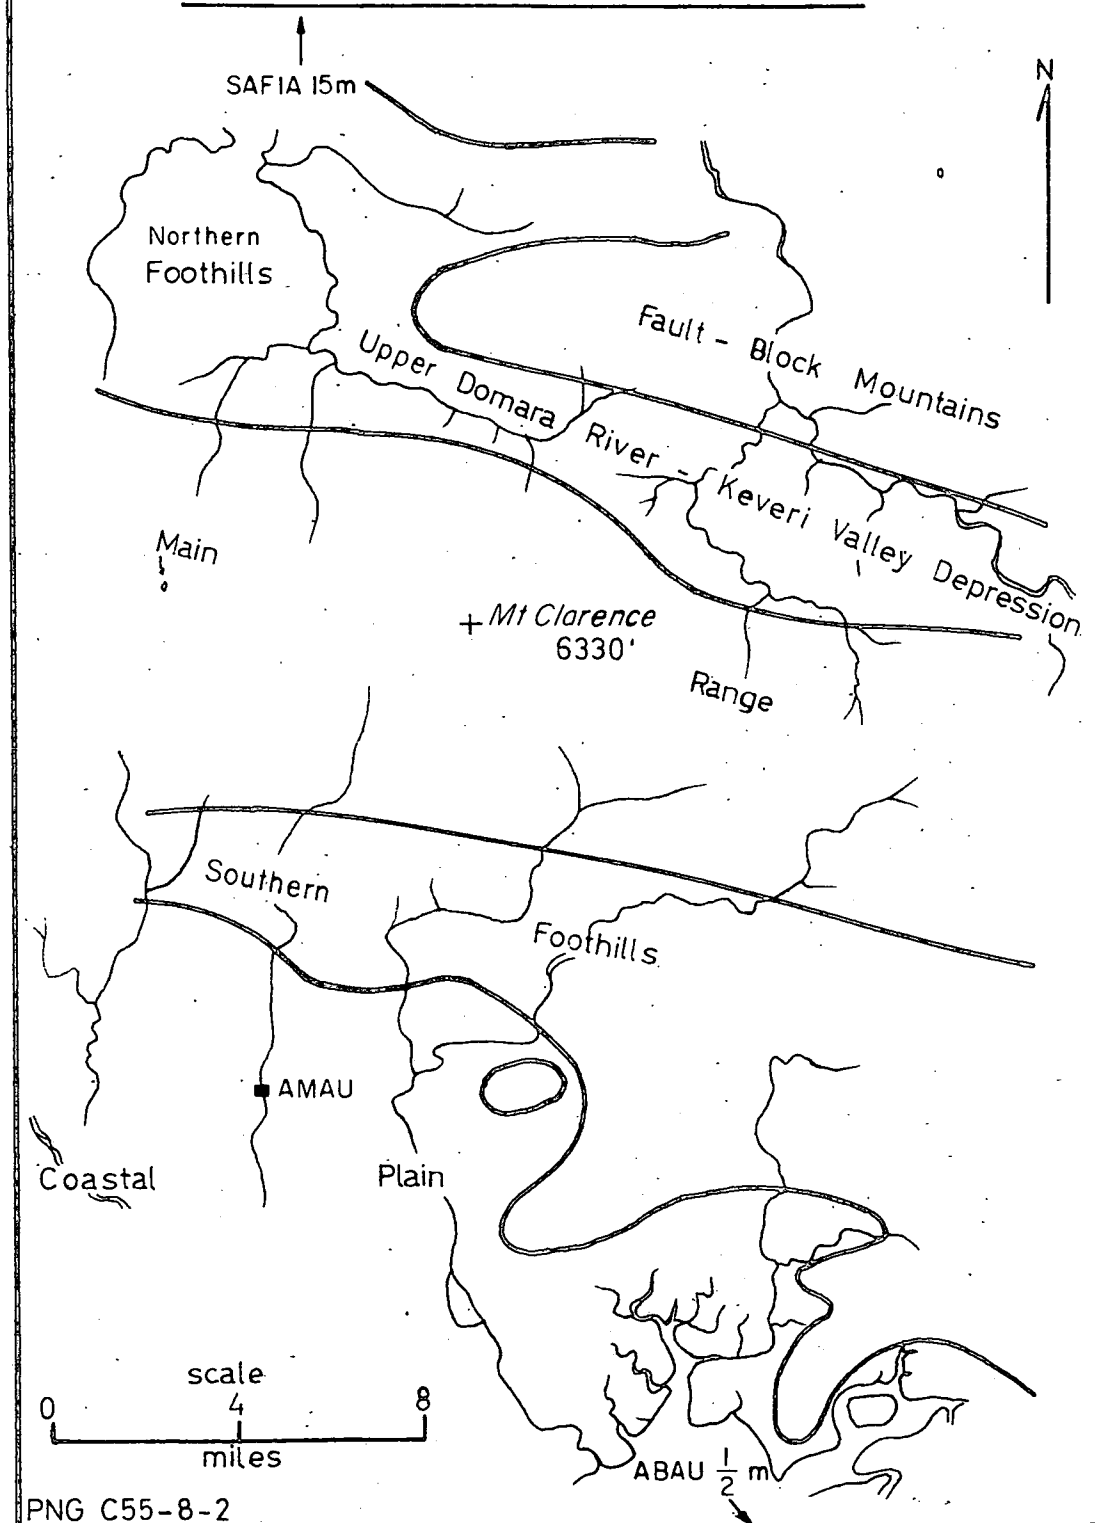 SAFIA 15m
N
Northern
Foothills
Fault - Block Mountains
Upper Domara River - Keveri Valley Depression
Main
+ Mt Clarence
6330'
Range
Southern
Foothills
AMAU
Coastal
Plain
scale
0 4 8
miles
ABAU 1/2 m
PNG C55-8-2